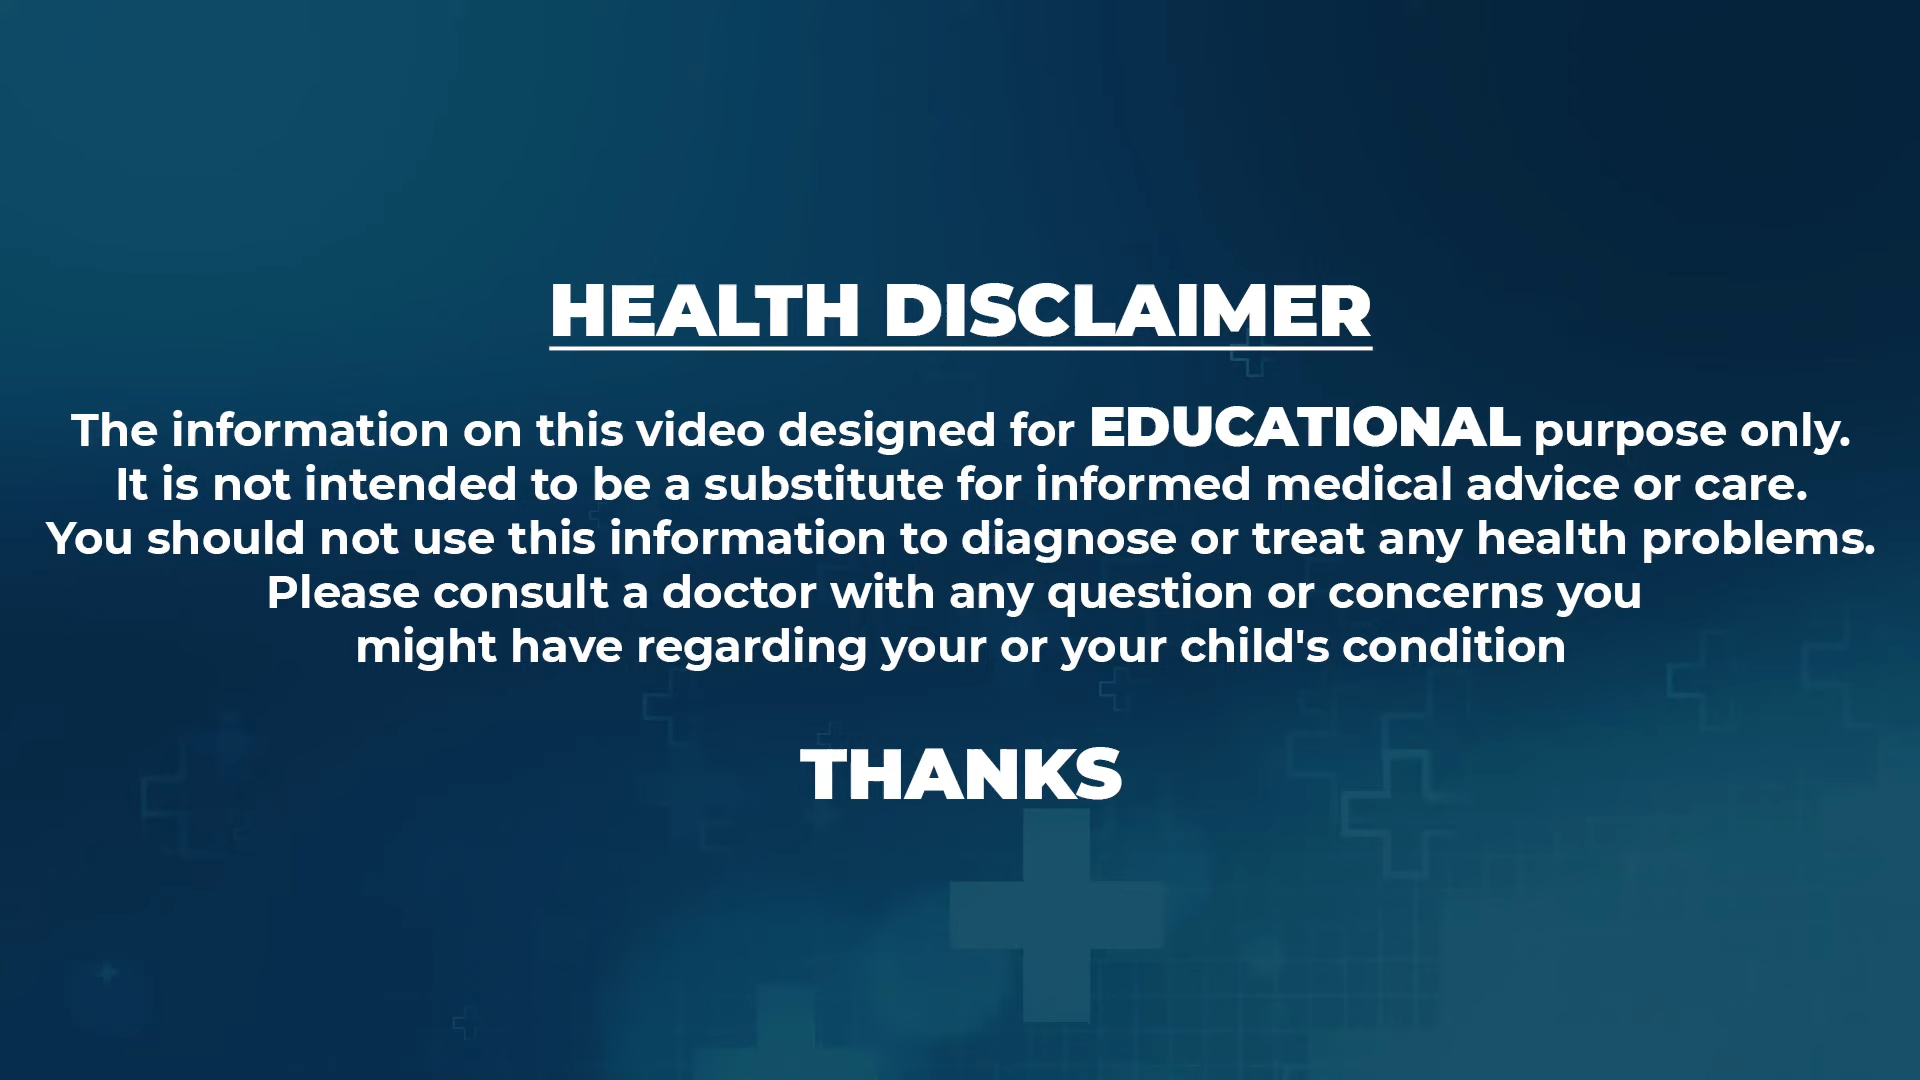 HEALTH DISCLAIMER
The information on this video designed for EDUCATIONAL purpose only.
It is not intended to be a substitute for informed medical advice or care.
You should not use this information to diagnose or treat any health problems.
Please consult a doctor with any question or concerns you
might have regarding your or your child's condition
THANKS